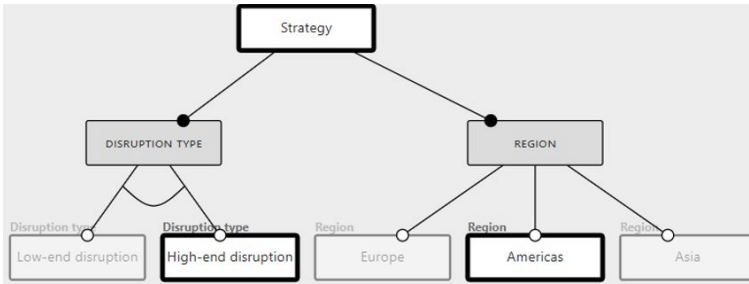 Strategy
DISRUPTION TYPE
REGION
Disruption type
Disruption type
Region
Region
Region
Low-end disruption
High-end disruption
Europe
Americas
Asia